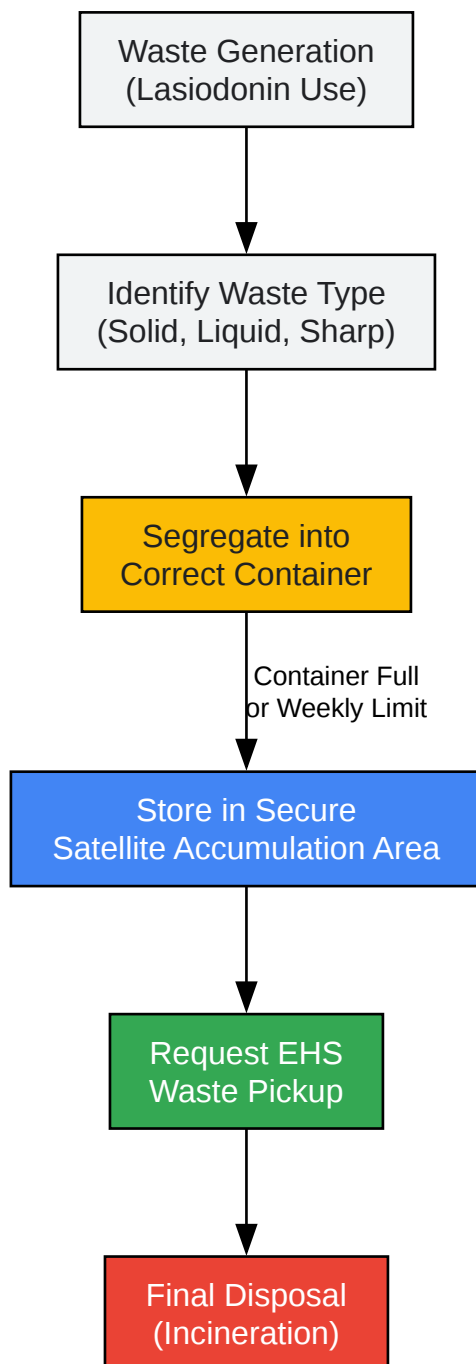 Waste Generation
(Lasiodonin Use)
Identify Waste Type
(Solid, Liquid, Sharp)
Segregate into
Correct Container
Container Full
or Weekly Limit
Store in Secure
Satellite Accumulation Area
Request EHS
Waste Pickup
Final Disposal
(Incineration)